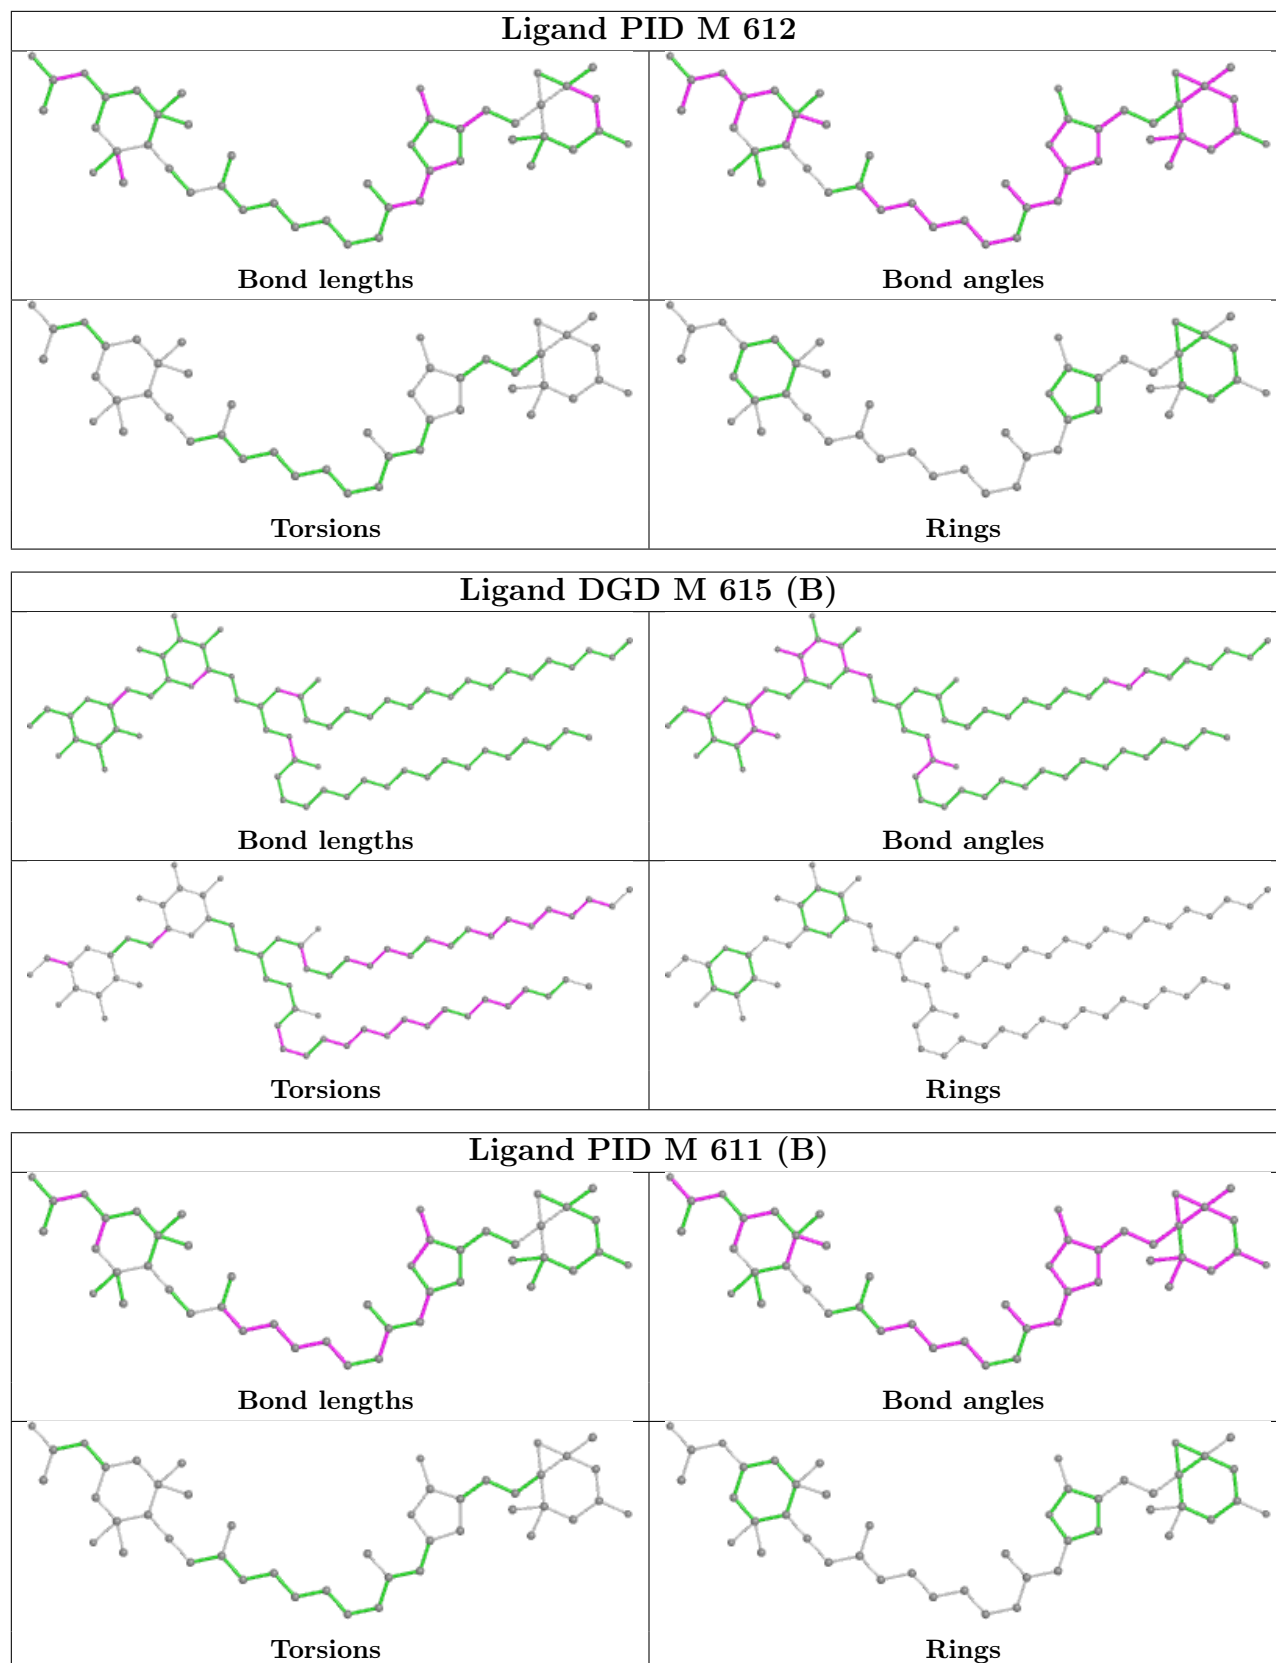 Ligand PID M 612
Bond lengths
Bond angles
Torsions
Rings
Ligand DGD M 615 (B)
Bond lengths
Bond angles
Torsions
Rings
Ligand PID M 611 (B)
Bond lengths
Bond angles
Torsions
Rings